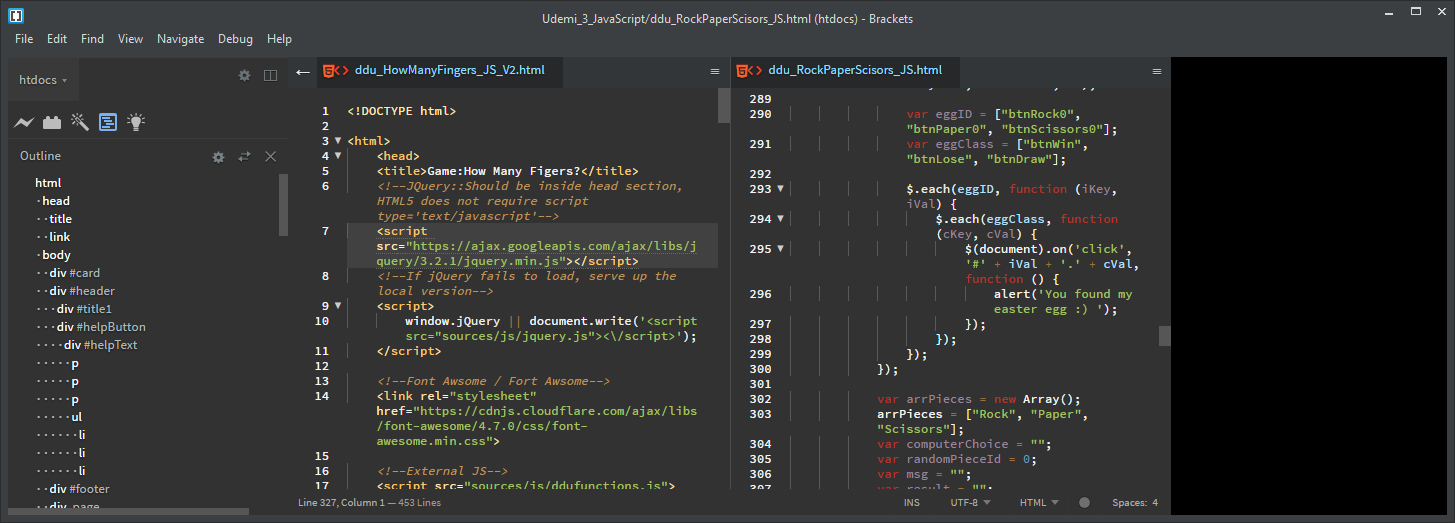 Udemi_3_JavaScript/ddu_RockPaperScisors_JS.html (htdocs) - Brackets
File Edit Find View Navigate Debug Help
htdocs
Outline
html
·head
··title
··link
·body
··div #card
··div #header
···div #title1
···div #helpButton
····div #helpText
·····p
·····p
·····p
·····ul
······li
······li
······li
··div #footer
··div .page
ddu_HowManyFingers_JS_V2.html
1 <!DOCTYPE html>
2
3 <html>
4 <head>
5 <title>Game:How Many Figers?</title>
6 <!--JQuery::Should be inside head section,
HTML5 does not require script
type='text/javascript'-->
7 <script
src="https://ajax.googleapis.com/ajax/libs/j
query/3.2.1/jquery.min.js"></script>
8 <!--If jQuery fails to load, serve up the
local version-->
9 <script>
10 window.jQuery || document.write('<script
src="sources/js/jquery.js"><\/script>');
11 </script>
12
13 <!--Font Awsome / Fort Awsome-->
14 <link rel="stylesheet"
href="https://cdnjs.cloudflare.com/ajax/libs
/font-awesome/4.7.0/css/font-
awesome.min.css">
15
16 <!--External JS-->
17 <script src="sources/js/ddufunctions.js">
ddu_RockPaperScisors_JS.html
289
290 var eggID = ["btnRock0",
"btnPaper0", "btnScissors0"];
291 var eggClass = ["btnWin",
"btnLose", "btnDraw"];
292
293 $.each(eggID, function (iKey,
iVal) {
294 $.each(eggClass, function
(cKey, cVal) {
295 $(document).on('click',
'#' + iVal + '.' + cVal,
function () {
296 alert('You found my
easter egg :) ');
297 });
298 });
299 });
300 });
301
302 var arrPieces = new Array();
303 arrPieces = ["Rock", "Paper",
"Scissors"];
304 var computerChoice = "";
305 var randomPieceId = 0;
306 var msg = "";
307 var result = "";
Line 327, Column 1 — 453 Lines
INS UTF-8 HTML Spaces: 4